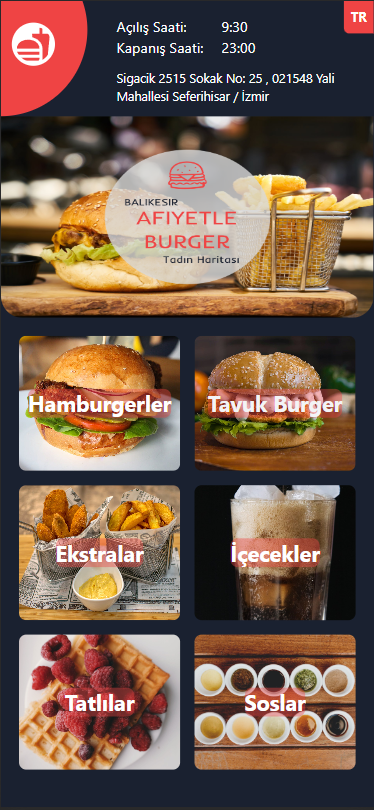 TR
Açılış Saati: 9:30
Kapanış Saati: 23:00
Sigacik 2515 Sokak No: 25 , 021548 Yali
Mahallesi Seferihisar / İzmir
BALIKESIR
AFIYETLE
BURGER
Tadın Haritası
Hamburgerler
Tavuk Burger
Ekstralar
İçecekler
Tatlılar
Soslar